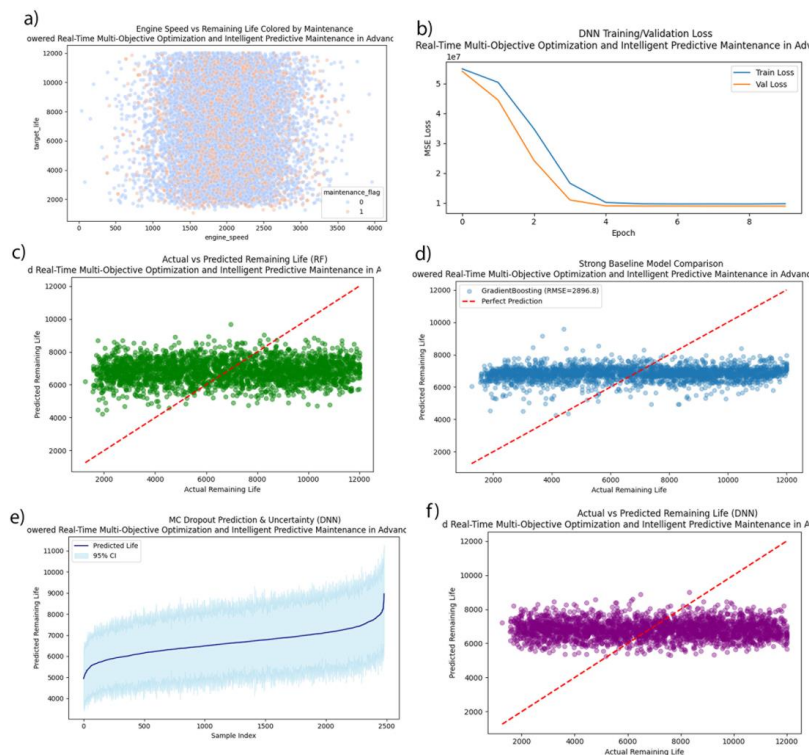 a)
Engine Speed vs Remaining Life Colored by Maintenance
owered Real-Time Multi-Objective Optimization and Intelligent Predictive Maintenance in Advanc
12000
10000
8000
6000
4000
2000
target_life
maintenance_flag
0
1
0
500
1000
1500
2000
2500
3000
3500
4000
engine_speed
b)
DNN Training/Validation Loss
Real-Time Multi-Objective Optimization and Intelligent Predictive Maintenance in Adva
1e7
Train Loss
Val Loss
5
4
3
2
1
MSE Loss
0
2
4
6
8
Epoch
c)
Actual vs Predicted Remaining Life (RF)
d Real-Time Multi-Objective Optimization and Intelligent Predictive Maintenance in A
12000
10000
8000
6000
4000
2000
Predicted Remaining Life
2000
4000
6000
8000
10000
12000
Actual Remaining Life
d)
Strong Baseline Model Comparison
owered Real-Time Multi-Objective Optimization and Intelligent Predictive Maintenance in Advanc
GradientBoosting (RMSE=2896.8)
Perfect Prediction
12000
10000
8000
6000
4000
2000
Predicted Remaining Life
2000
4000
6000
8000
10000
12000
Actual Remaining Life
e)
MC Dropout Prediction & Uncertainty (DNN)
owered Real-Time Multi-Objective Optimization and Intelligent Predictive Maintenance in Advanc
Predicted Life
95% CI
11000
10000
9000
8000
7000
6000
5000
4000
Predicted Remaining Life
0
500
1000
1500
2000
2500
Sample Index
f)
Actual vs Predicted Remaining Life (DNN)
d Real-Time Multi-Objective Optimization and Intelligent Predictive Maintenance in A
12000
10000
8000
6000
4000
2000
Predicted Remaining Life
2000
4000
6000
8000
10000
12000
Actual Remaining Life